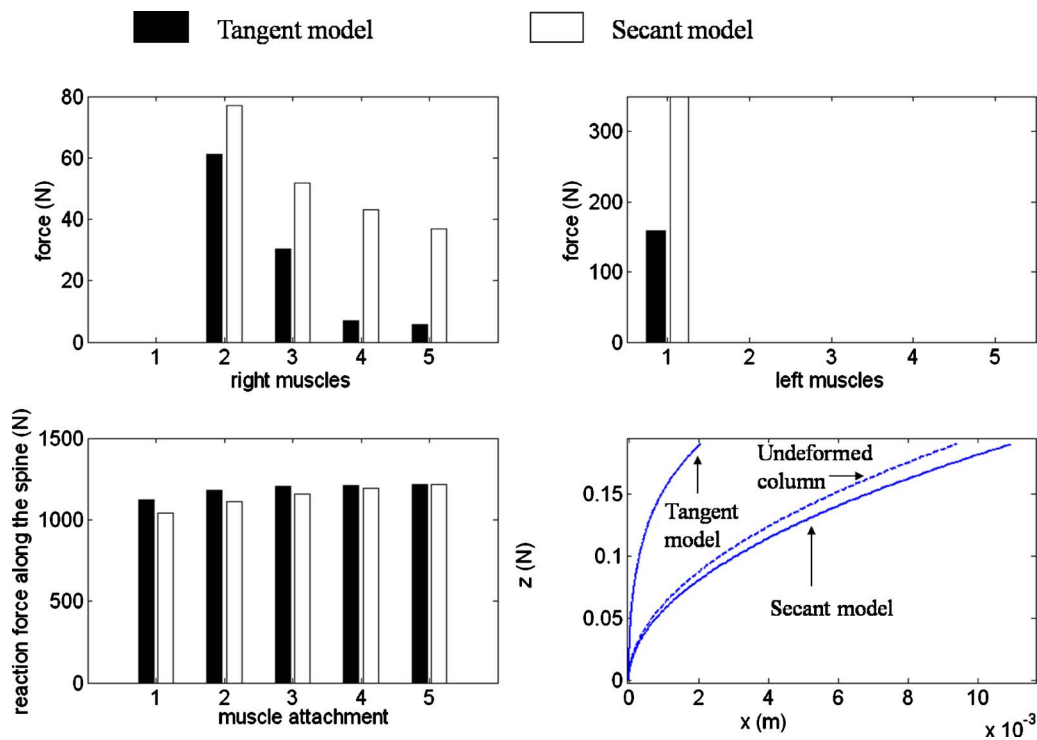 Tangent model
Secant model
80
60
40
20
0
force (N)
1 2 3 4 5
right muscles
300
200
100
0
force (N)
1 2 3 4 5
left muscles
1500
1000
500
0
reaction force along the spine (N)
1 2 3 4 5
muscle attachment
0.15
0.1
0.05
0
z (N)
Undeformed
column
Tangent
model
Secant model
0 2 4 6 8 10
x (m)
x 10⁻³